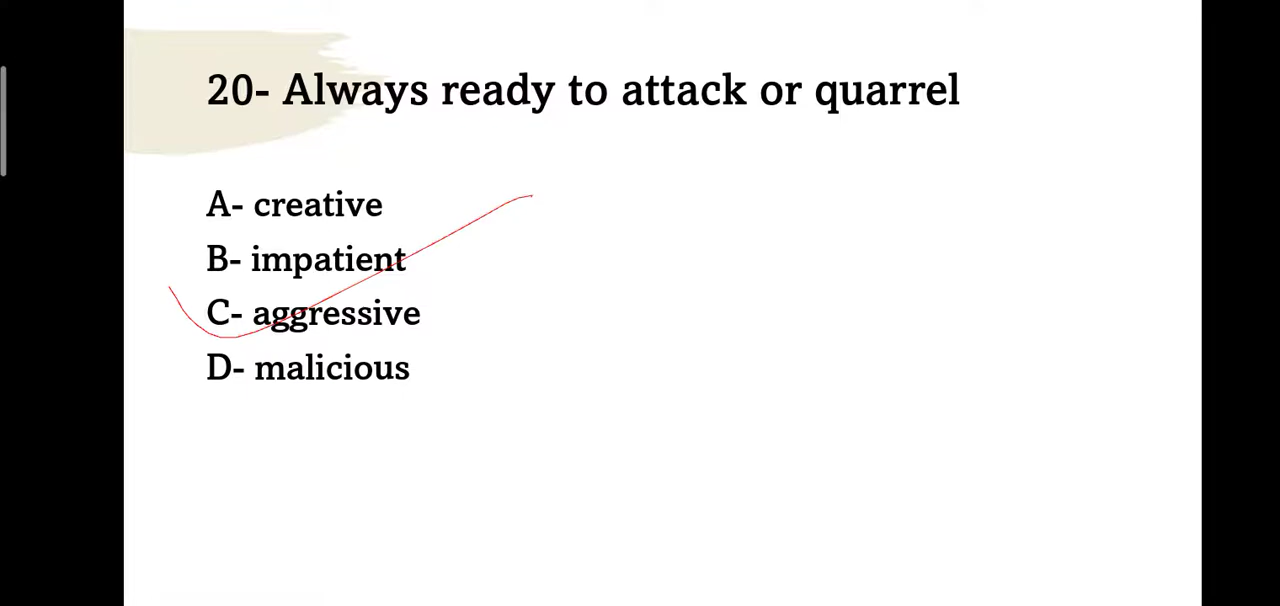 20- Always ready to attack or quarrel
A- creative
B- impatient
C- aggressive
D- malicious